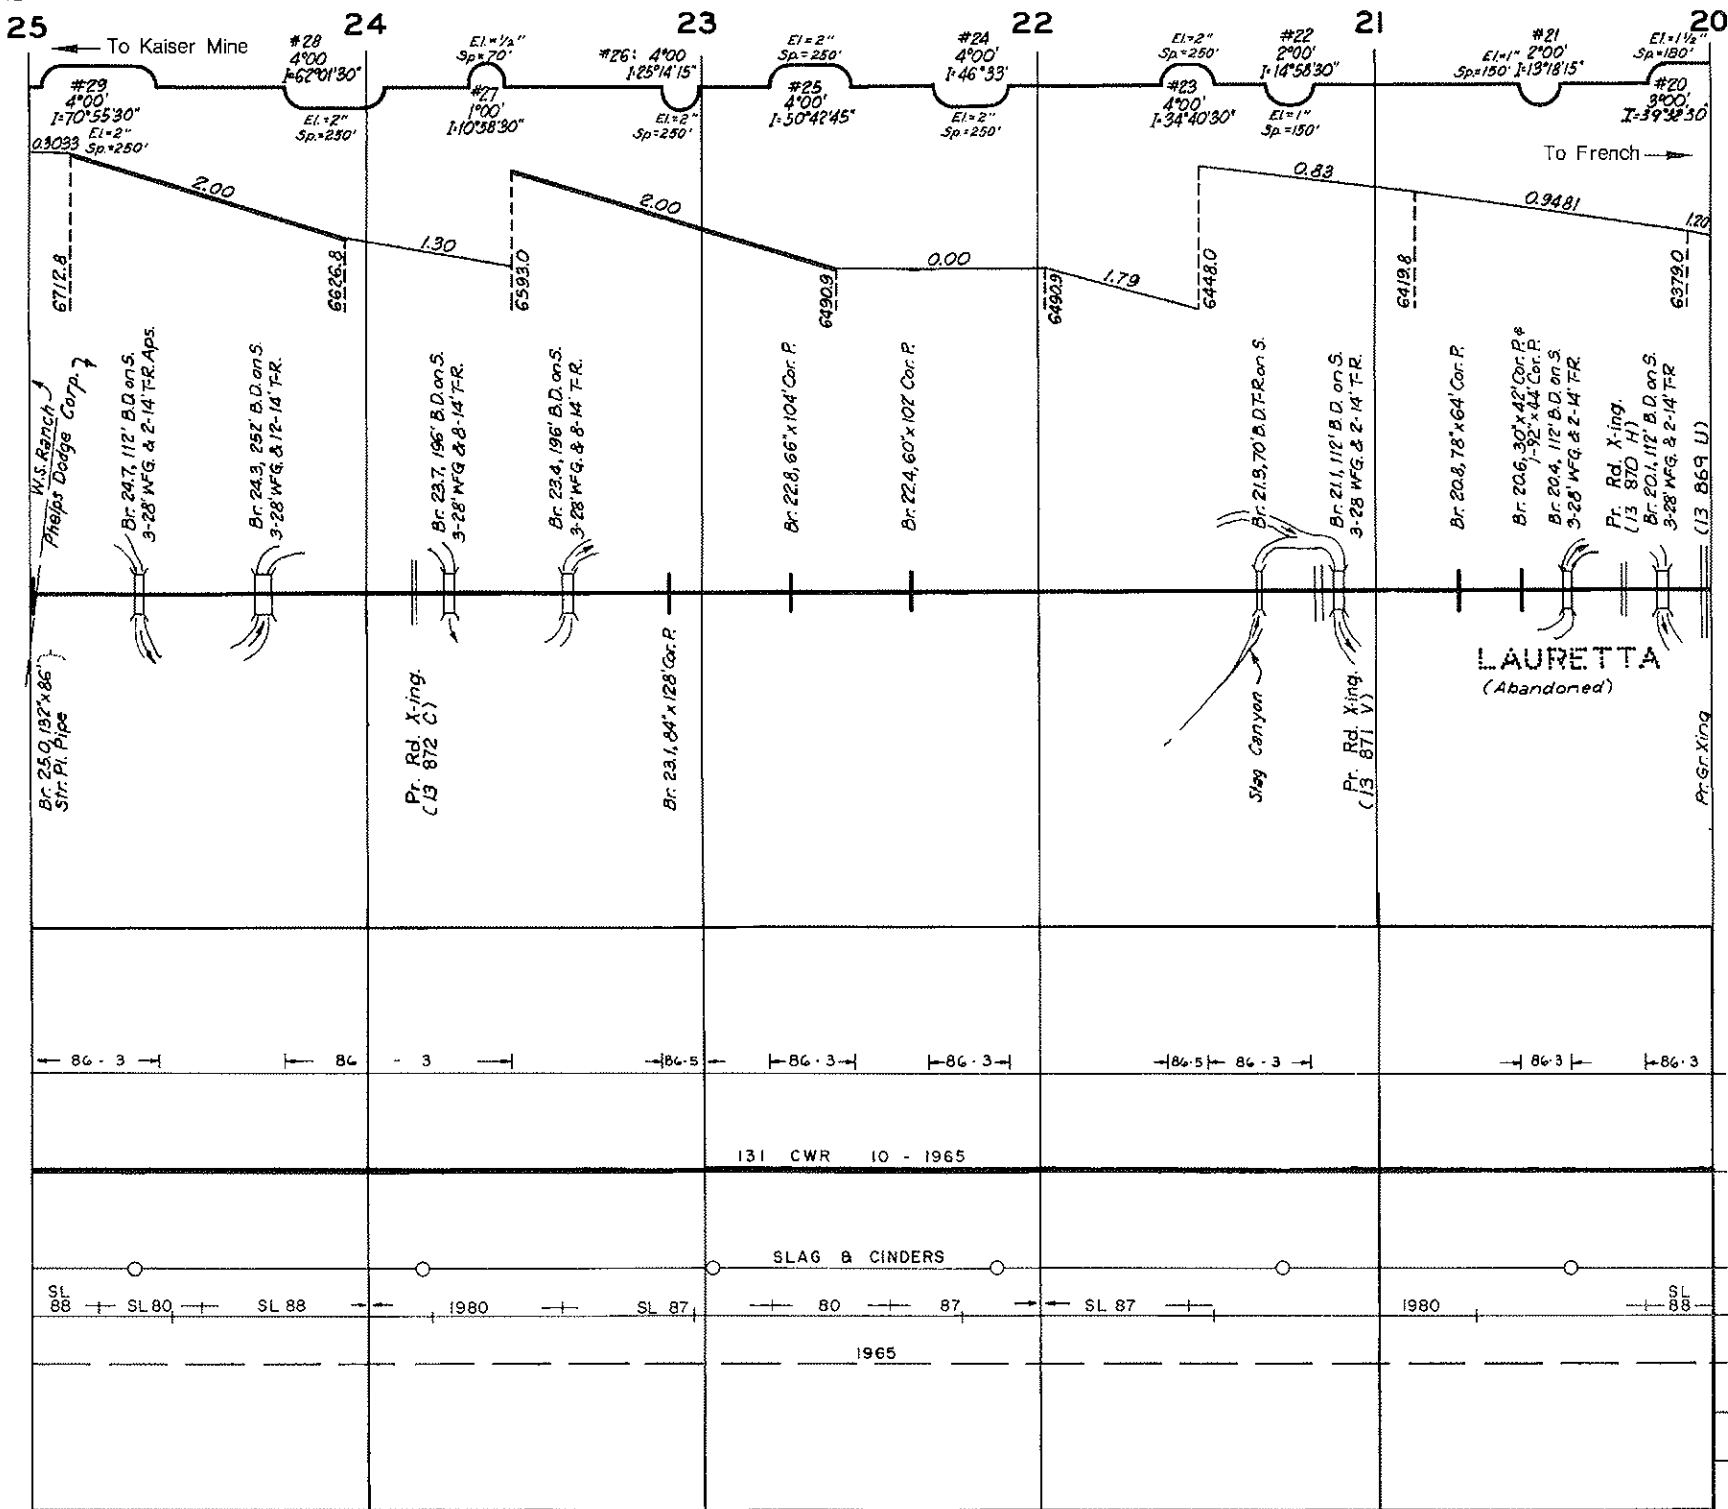 25 24 23 22 21 20
To Kaiser Mine
#29
4°00'
I=70°55'30"
El.=2"
Sp.=250'
#28
4°00
I=62°01'30"
El.=2"
Sp.=250'
El.=1/2"
Sp=70'
#27
1°00'
I=10°58'30"
#26: 4°00
I=25°14'15"
El.=2"
Sp=250'
El=2"
Sp.=250'
#25
4°00'
I=50°42'45"
#24
4°00'
I=46°33'
El.=2"
Sp.=250'
El.=2"
Sp=250'
#23
4°00'
I=34°40'30"
#22
2°00'
I=14°58'30"
El=1"
Sp=150'
#21
El.=1" 2°00'
Sp=150' I=13°18'15"
El.=1 1/2"
Sp=180'
#20
3°00'
I=39°32'30"
To French
0.3033
2.00
1.30
2.00
0.00
1.79
0.83
0.9481
1.20
6712.8
6626.8
6593.0
6490.9
6490.9
6448.0
6419.8
6379.0
W.S. Ranch
Phelps Dodge Corp.
Br. 24.7, 112' B.D. on S.
3-28' WFG. & 2-14' T-R. Aps.
Br. 24.3, 252' B.D. on S.
3-28' WFG. & 12-14' T-R.
Br. 23.7, 196' B.D. on S.
3-28' WFG & 8-14' T-R.
Br. 23.4, 196' B.D. on S.
3-28' WFG. & 8-14' T-R.
Br. 22.8, 66"x104' Cor. P.
Br. 22.4, 60"x102' Cor. P.
Br. 21.3, 70' B.D. T-R on S.
Br. 21.1, 112' B.D. on S.
3-28 WFG. & 2-14' T-R
Br. 20.8, 78"x64' Cor. P.
Br. 20.6, 30"x42' Cor. P. &
1-92"x44' Cor. P.
Br. 20.4, 112' B.D. on S.
3-28' WFG. & 2-14' T-R
Pr. Rd. X-ing.
(13 870 H)
Br. 20.1, 112' B.D. on S.
3-28' WFG. & 2-14' T-R
(13 869 U)
Br. 25.0, 132"x86'
Str. Pl. Pipe
Pr. Rd. X-ing.
(13 872 C)
Br. 23.1, 84"x128' Cor. P.
Slag Canyon
Pr. Rd. X-ing.
(13 871 V)
LAURETTA
(Abandoned)
Pr. Gr. Xing
86 - 3 86 - 3 86.5 86 - 3 86 - 3 86.5 86 - 3 86.3 86.3
131 CWR 10 - 1965
SLAG & CINDERS
SL 88 SL 80 SL 88 1980 SL 87 80 87 SL 87 1980 SL 88
1965